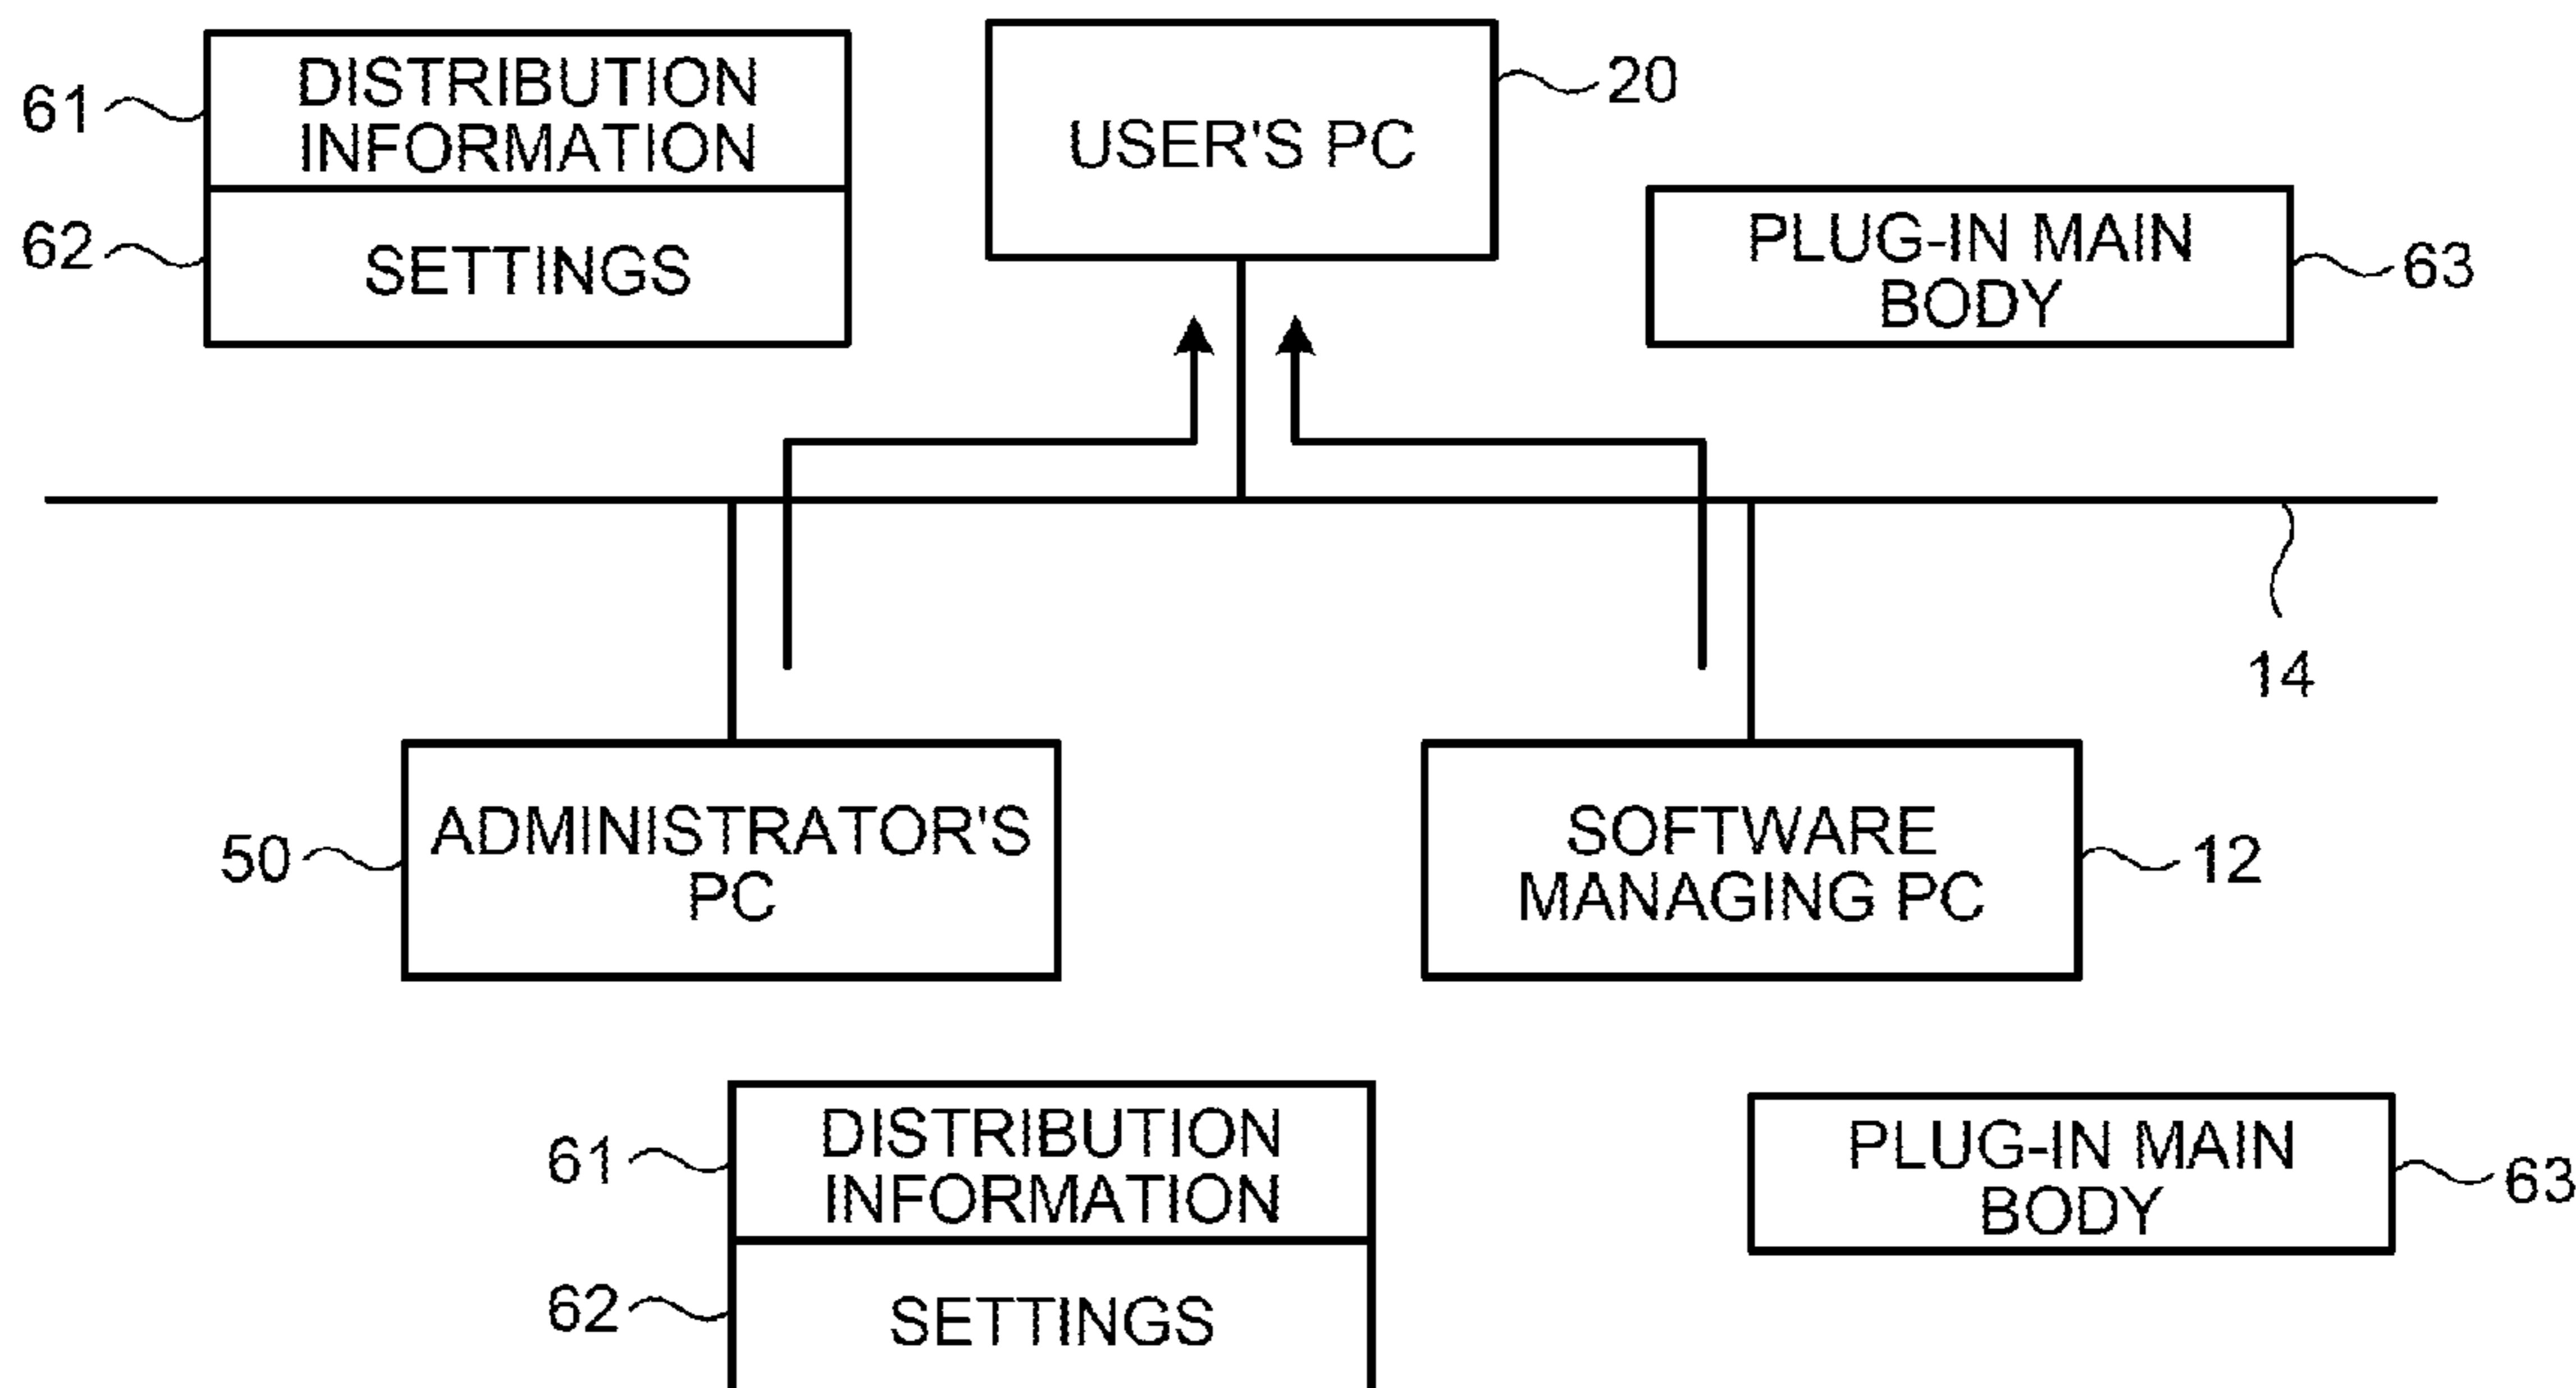 61
DISTRIBUTION
INFORMATION
62
SETTINGS
USER'S PC
20
PLUG-IN MAIN
BODY
63
14
50
ADMINISTRATOR'S
PC
SOFTWARE
MANAGING PC
12
61
DISTRIBUTION
INFORMATION
62
SETTINGS
PLUG-IN MAIN
BODY
63